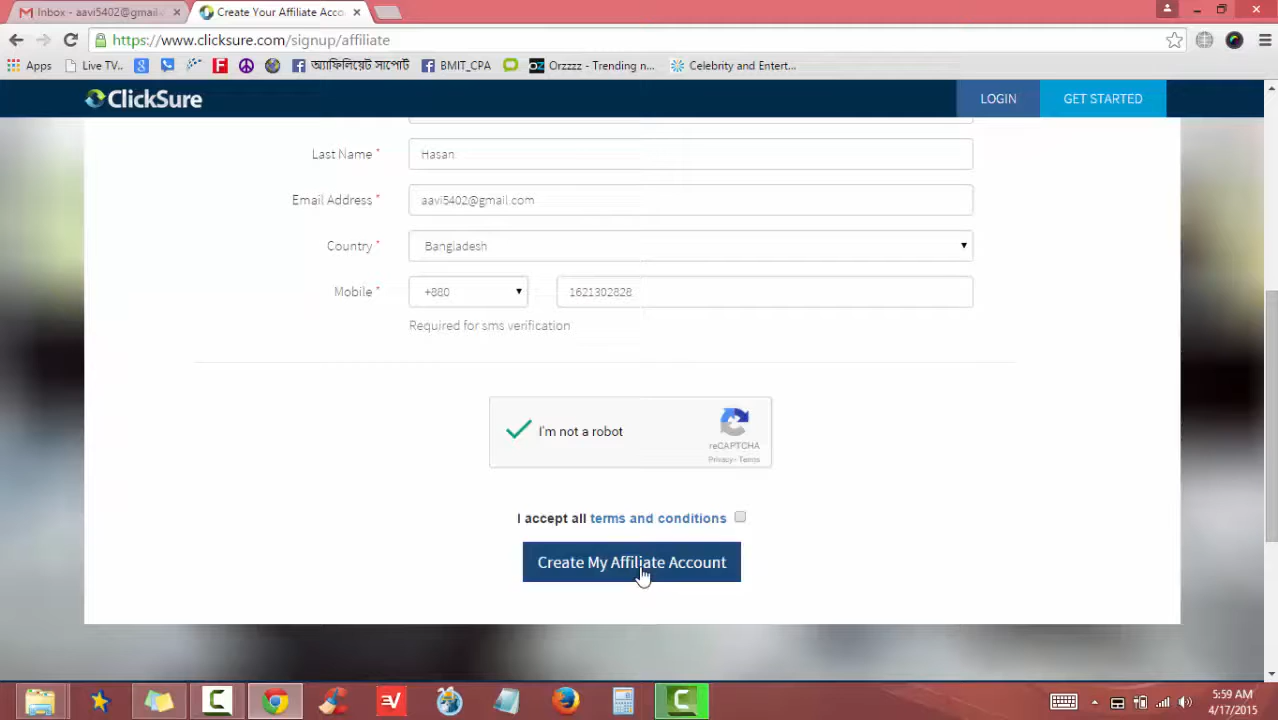 Inbox - aavi5402@gmail
Create Your Affiliate Acco
https://www.clicksure.com/signup/affiliate
Apps Live TV.. অ্যাফিলিয়েট সাপোর্ট BMIT_CPA Orzzzz - Trending n... Celebrity and Entert...
ClickSure LOGIN GET STARTED
Last Name * Hasan
Email Address * aavi5402@gmail.com
Country * Bangladesh
Mobile * +880 1621302828
Required for sms verification
I'm not a robot
reCAPTCHA
Privacy - Terms
I accept all terms and conditions
Create My Affiliate Account
5:59 AM
4/17/2015